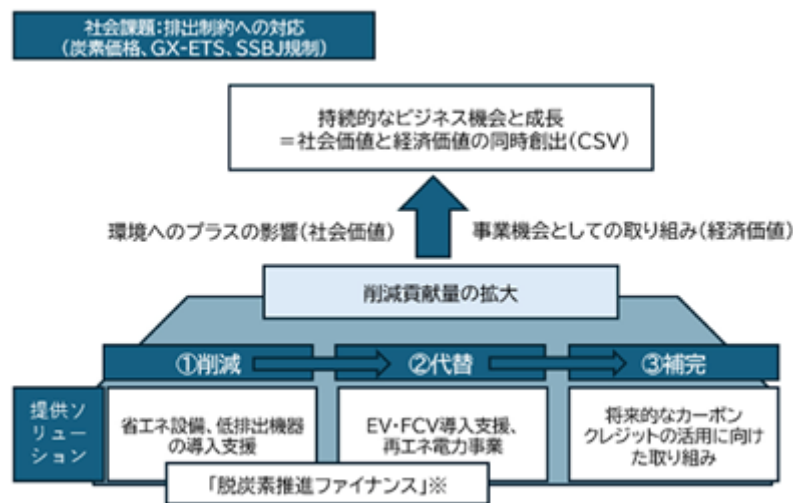 社会課題：排出制約への対応
（炭素価格、GX-ETS、SSBJ規制）
持続的なビジネス機会と成長
＝社会価値と経済価値の同時創出（CSV）
環境へのプラスの影響（社会価値）
事業機会としての取り組み（経済価値）
削減貢献量の拡大
①削減
②代替
③補完
提供ソ
リュー
ション
省エネ設備、低排出機器
の導入支援
EV・FCV導入支援、
再エネ電力事業
将来的なカーボン
クレジットの活用に向け
た取り組み
「脱炭素推進ファイナンス」※